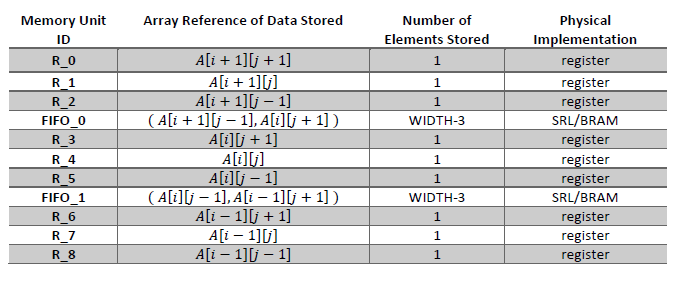 Memory Unit ID Array Reference of Data Stored Number of Elements Stored Physical Implementation
R_0 A[i + 1][j + 1] 1 register
R_1 A[i + 1][j] 1 register
R_2 A[i + 1][j − 1] 1 register
FIFO_0 ( A[i + 1][j − 1], A[i][j + 1] ) WIDTH-3 SRL/BRAM
R_3 A[i][j + 1] 1 register
R_4 A[i][j] 1 register
R_5 A[i][j − 1] 1 register
FIFO_1 ( A[i][j − 1], A[i − 1][j + 1] ) WIDTH-3 SRL/BRAM
R_6 A[i − 1][j + 1] 1 register
R_7 A[i − 1][j] 1 register
R_8 A[i − 1][j − 1] 1 register